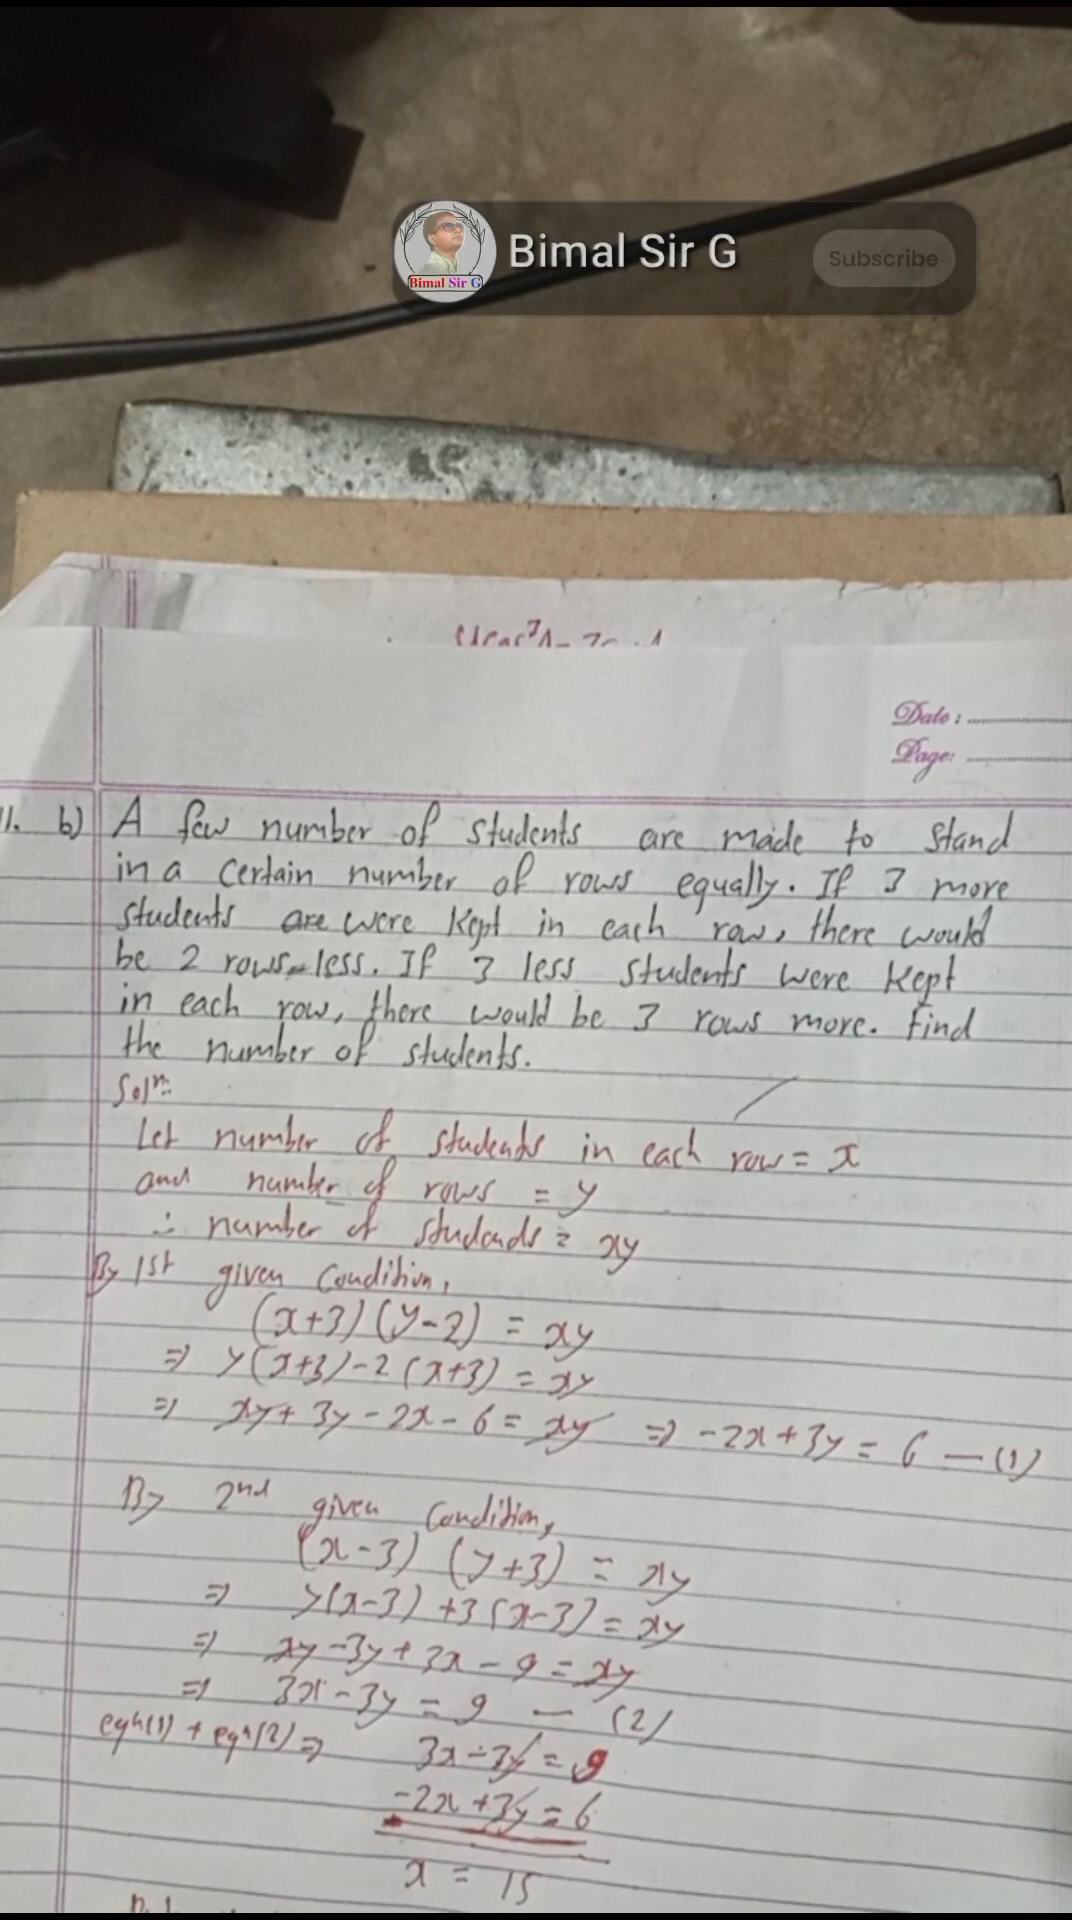 Bimal Sir G
Subscribe
Bimal Sir G
Date :
Page:
11. b) A few number of students are made to stand
in a certain number of rows equally. If 3 more
students are were kept in each row, there would
be 2 rows less. If 3 less students were kept
in each row, there would be 3 rows more. Find
the number of students.
Solⁿ:
Let number of students in each row = x
and number of rows = y
∴ number of students = xy
By 1st given Condition,
(x+3) (y-2) = xy
⇒ y(x+3)-2(x+3) = xy
⇒ xy + 3y - 2x - 6 = xy ⇒ -2x + 3y = 6 — (1)
By 2nd given Condition,
(x-3) (y+3) = xy
⇒ y(x-3) +3(x-3) = xy
⇒ xy -3y + 3x - 9 = xy
⇒ 3x - 3y = 9 — (2)
eqⁿ(1) + eqⁿ(2) ⇒ 3x - 3y = 9
-2x + 3y = 6
x = 15